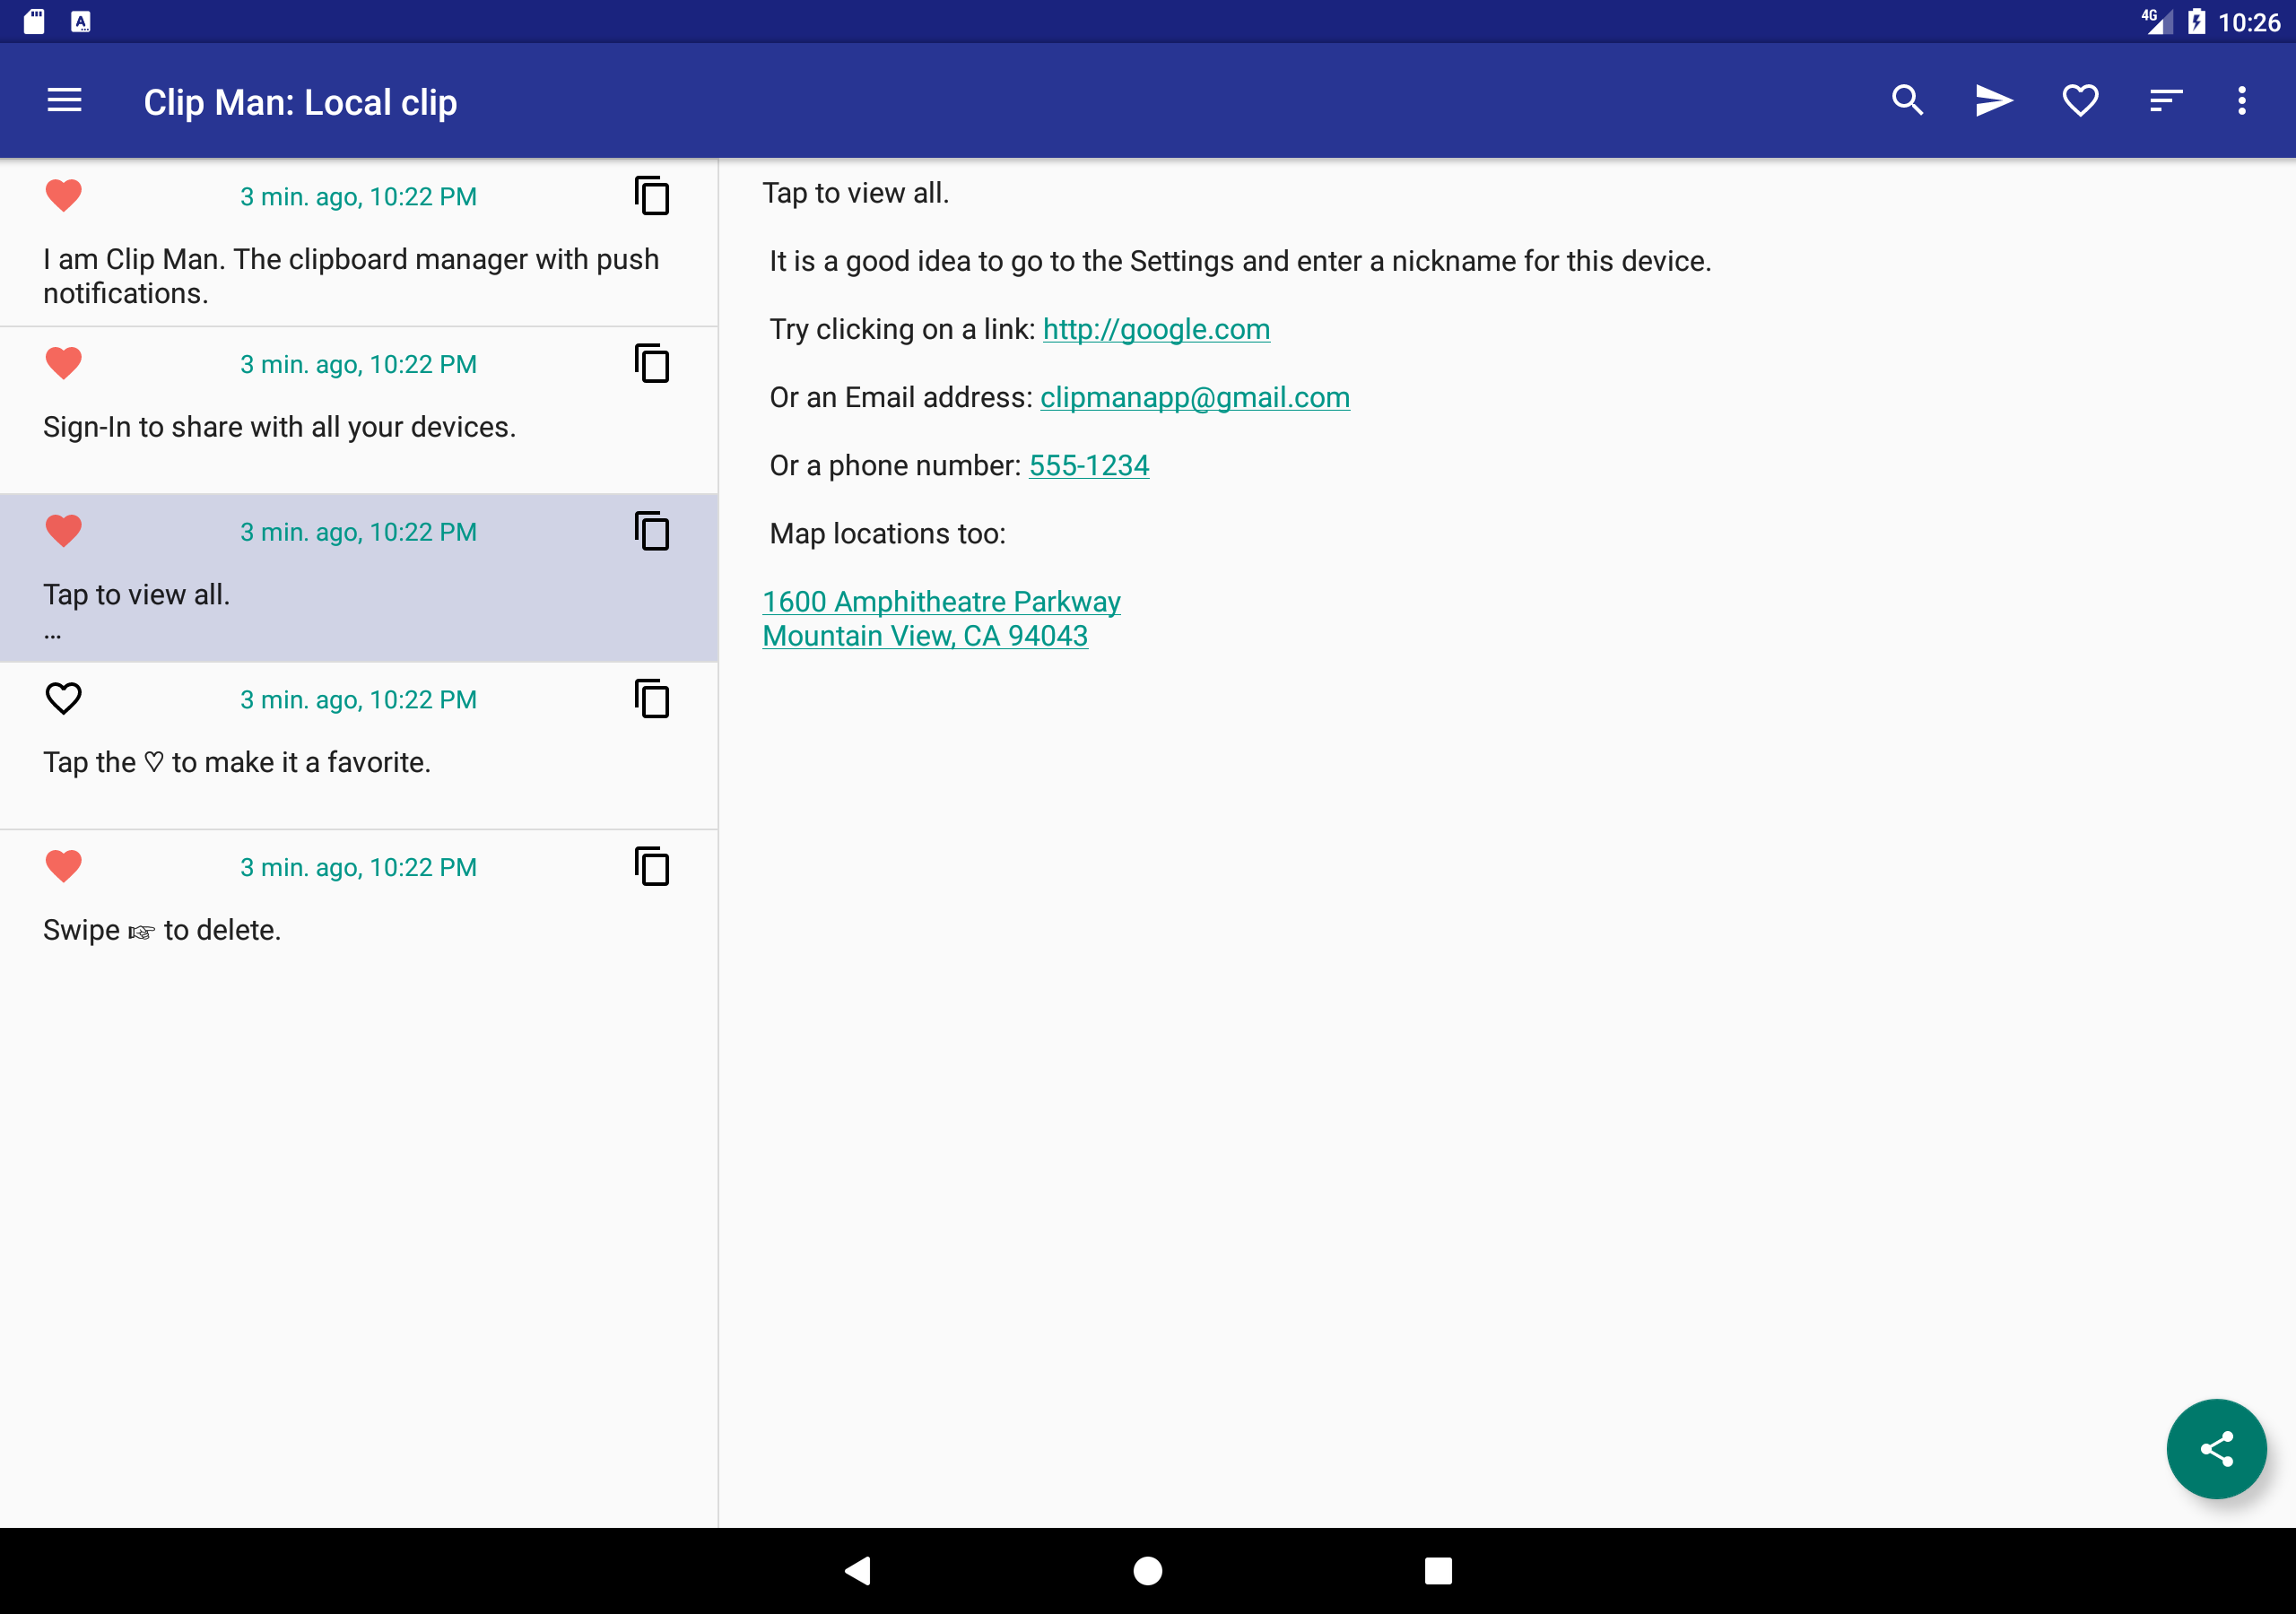 4G 10:26
Clip Man: Local clip
3 min. ago, 10:22 PM
I am Clip Man. The clipboard manager with push
notifications.
3 min. ago, 10:22 PM
Sign-In to share with all your devices.
3 min. ago, 10:22 PM
Tap to view all.
...
3 min. ago, 10:22 PM
Tap the ♡ to make it a favorite.
3 min. ago, 10:22 PM
Swipe ☞ to delete.
Tap to view all.
It is a good idea to go to the Settings and enter a nickname for this device.
Try clicking on a link: http://google.com
Or an Email address: clipmanapp@gmail.com
Or a phone number: 555-1234
Map locations too:
1600 Amphitheatre Parkway
Mountain View, CA 94043